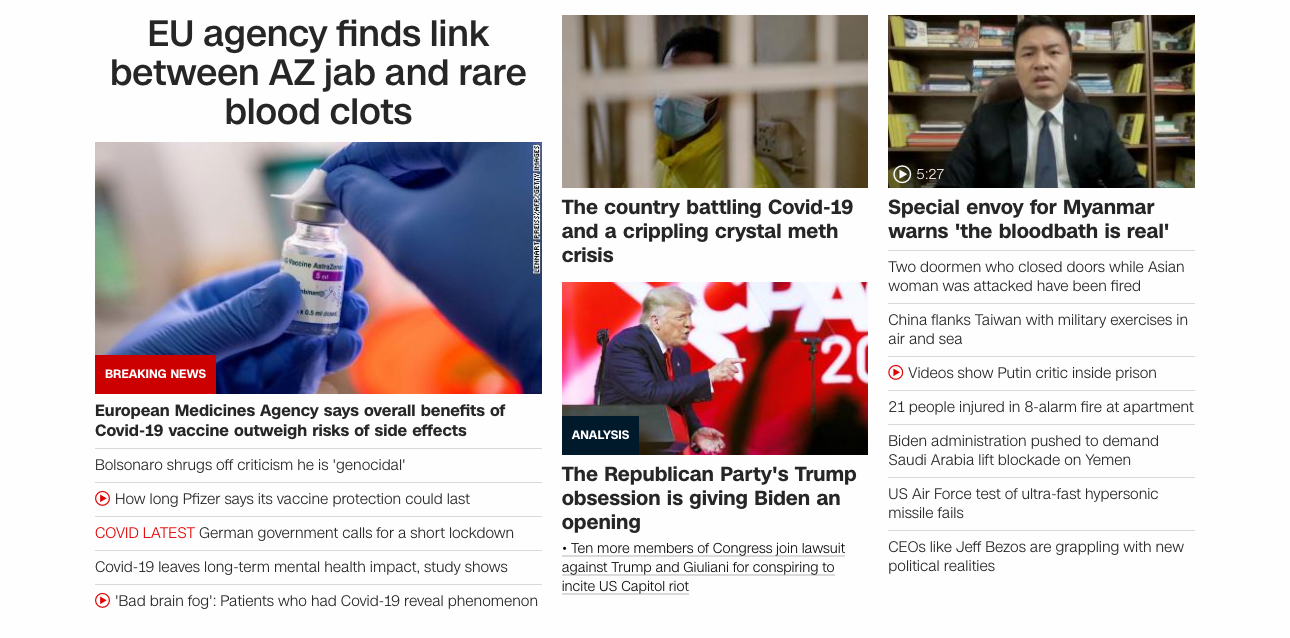 EU agency finds link
between AZ jab and rare
blood clots
LENNART PREISS/AFP/GETTY IMAGES
Vaccine AstraZen
5 ml
x 0.5 ml doses
BREAKING NEWS
European Medicines Agency says overall benefits of
Covid-19 vaccine outweigh risks of side effects
Bolsonaro shrugs off criticism he is 'genocidal'
How long Pfizer says its vaccine protection could last
COVID LATEST German government calls for a short lockdown
Covid-19 leaves long-term mental health impact, study shows
'Bad brain fog': Patients who had Covid-19 reveal phenomenon
The country battling Covid-19
and a crippling crystal meth
crisis
CPA
20
ANALYSIS
The Republican Party's Trump
obsession is giving Biden an
opening
• Ten more members of Congress join lawsuit
against Trump and Giuliani for conspiring to
incite US Capitol riot
5:27
Special envoy for Myanmar
warns 'the bloodbath is real'
Two doormen who closed doors while Asian
woman was attacked have been fired
China flanks Taiwan with military exercises in
air and sea
Videos show Putin critic inside prison
21 people injured in 8-alarm fire at apartment
Biden administration pushed to demand
Saudi Arabia lift blockade on Yemen
US Air Force test of ultra-fast hypersonic
missile fails
CEOs like Jeff Bezos are grappling with new
political realities